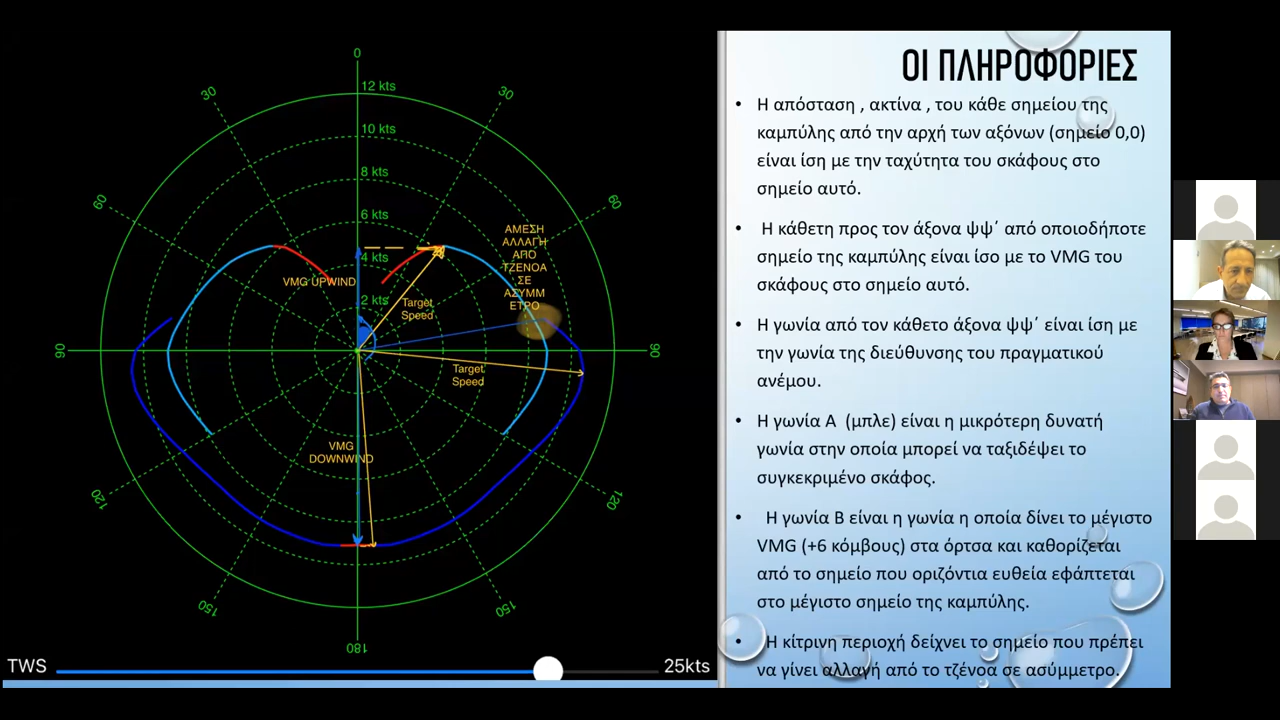 0
12 kts
30
30
10 kts
8 kts
60
60
6 kts
4 kts
ΑΜΕΣΗ
ΑΛΛΑΓΗ
ΑΠΟ
ΤΖΕΝΟΑ
ΣΕ
ΑΣΥΜΜ
ΕΤΡΟ
VMG UPWIND
2 kts
Target
Speed
90
90
Target
Speed
VMG
DOWNWIND
120
120
150
150
180
TWS
25kts
ΟΙ ΠΛΗΡΟΦΟΡΙΕΣ
• Η απόσταση , ακτίνα , του κάθε σημείου της
καμπύλης από την αρχή των αξόνων (σημείο 0,0)
είναι ίση με την ταχύτητα του σκάφους στο
σημείο αυτό.
• Η κάθετη προς τον άξονα ψψ΄ από οποιοδήποτε
σημείο της καμπύλης είναι ίσο με το VMG του
σκάφους στο σημείο αυτό.
• Η γωνία από τον κάθετο άξονα ψψ΄ είναι ίση με
την γωνία της διεύθυνσης του πραγματικού
ανέμου.
• Η γωνία Α (μπλε) είναι η μικρότερη δυνατή
γωνία στην οποία μπορεί να ταξιδέψει το
συγκεκριμένο σκάφος.
• Η γωνία Β είναι η γωνία η οποία δίνει το μέγιστο
VMG (+6 κόμβους) στα όρτσα και καθορίζεται
από το σημείο που οριζόντια ευθεία εφάπτεται
στο μέγιστο σημείο της καμπύλης.
• Η κίτρινη περιοχή δείχνει το σημείο που πρέπει
να γίνει αλλαγή από το τζένοα σε ασύμμετρο.